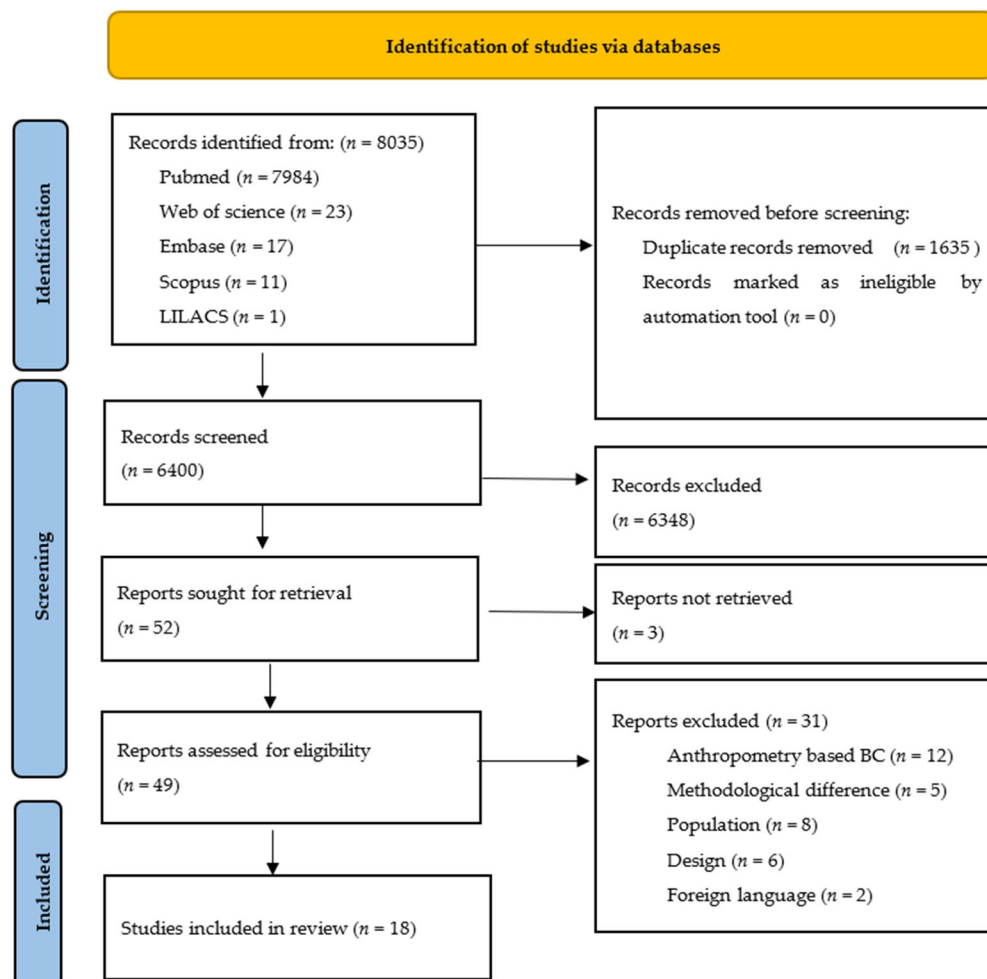 Identification of studies via databases
Identification
Records identified from: (n = 8035)
Pubmed (n = 7984)
Web of science (n = 23)
Embase (n = 17)
Scopus (n = 11)
LILACS (n = 1)
Records removed before screening:
Duplicate records removed (n = 1635 )
Records marked as ineligible by
automation tool (n = 0)
Screening
Records screened
(n = 6400)
Records excluded
(n = 6348)
Reports sought for retrieval
(n = 52)
Reports not retrieved
(n = 3)
Reports assessed for eligibility
(n = 49)
Reports excluded (n = 31)
Anthropometry based BC (n = 12)
Methodological difference (n = 5)
Population (n = 8)
Design (n = 6)
Foreign language (n = 2)
Included
Studies included in review (n = 18)